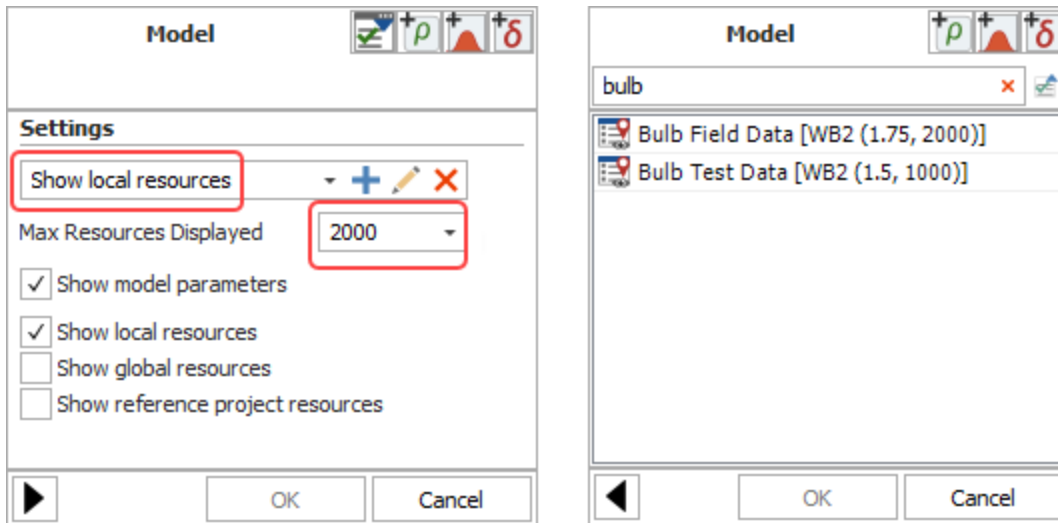 Model
+ρ
+
+δ
Settings
Show local resources
Max Resources Displayed
2000
Show model parameters
Show local resources
Show global resources
Show reference project resources
OK
Cancel
Model
+ρ
+
+δ
bulb
Bulb Field Data [WB2 (1.75, 2000)]
Bulb Test Data [WB2 (1.5, 1000)]
OK
Cancel